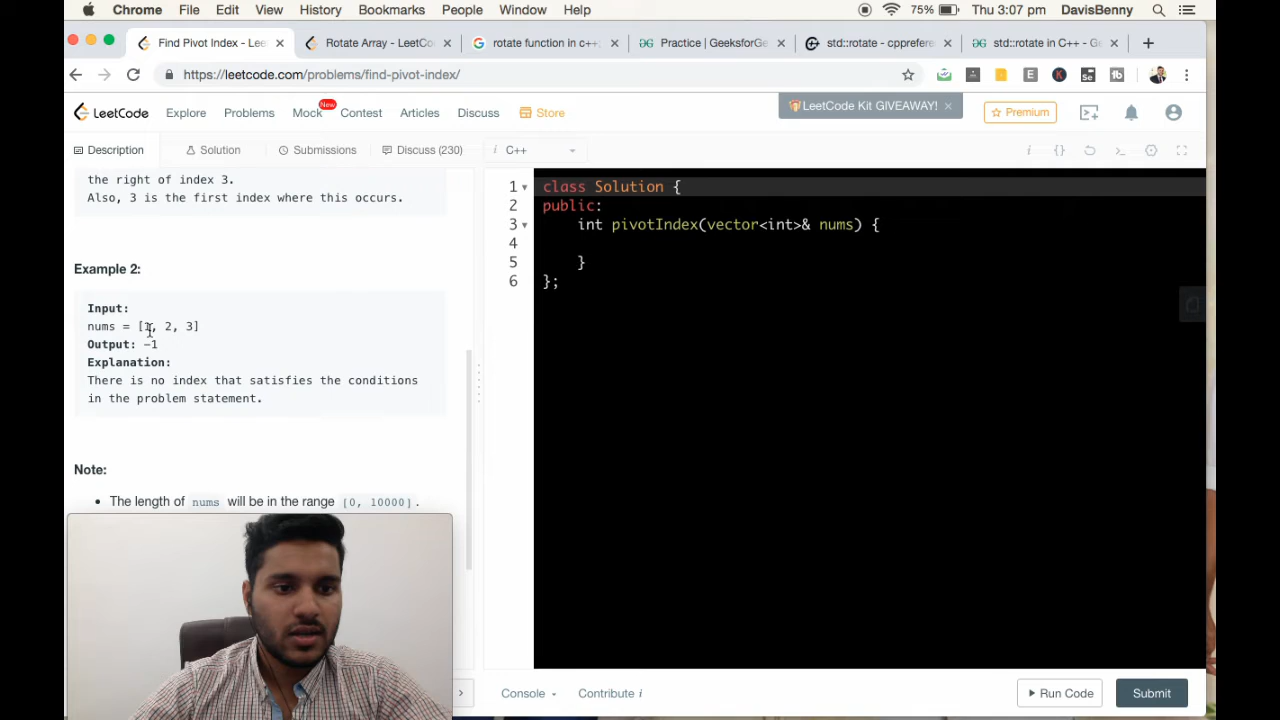 Chrome File Edit View History Bookmarks People Window Help 75% Thu 3:07 pm DavisBenny
Find Pivot Index - Lee
Rotate Array - LeetCo
rotate function in c++
Practice | GeeksforGe
std::rotate - cpprefere
std::rotate in C++ - Ge
https://leetcode.com/problems/find-pivot-index/
E K Se 1b
LeetCode Explore Problems Mock New Contest Articles Discuss Store
LeetCode Kit GIVEAWAY!
Premium
Description Solution Submissions Discuss (230)
i C++
i {}
the right of index 3.
Also, 3 is the first index where this occurs.
Example 2:
Input:
nums = [1, 2, 3]
Output: -1
Explanation:
There is no index that satisfies the conditions
in the problem statement.
Note:
The length of nums will be in the range [0, 10000].
1 class Solution {
2 public:
3 int pivotIndex(vector<int>& nums) {
4
5 }
6 };
Console Contribute i
Run Code Submit